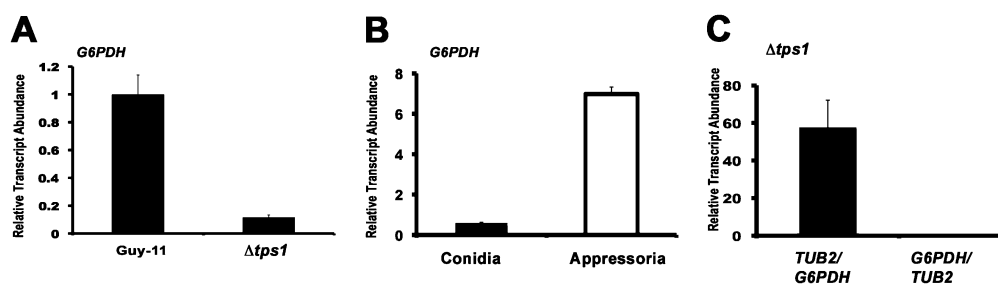 A
G6PDH
Relative Transcript Abundance
1.2
1
0.8
0.6
0.4
0.2
0
Guy-11
Δtps1
B
G6PDH
Relative Transcript Abundance
8
6
4
2
0
Conidia
Appressoria
C
Δtps1
Relative Transcript Abundance
80
60
40
20
0
TUB2/
G6PDH
G6PDH/
TUB2